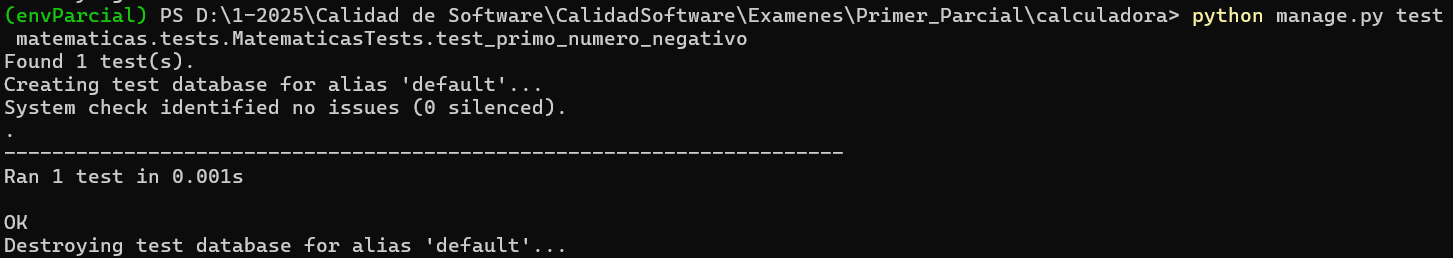 (envParcial) PS D:\1-2025\Calidad de Software\CalidadSoftware\Examenes\Primer_Parcial\calculadora> python manage.py test
 matematicas.tests.MatematicasTests.test_primo_numero_negativo
Found 1 test(s).
Creating test database for alias 'default'...
System check identified no issues (0 silenced).
.
----------------------------------------------------------------------
Ran 1 test in 0.001s

OK
Destroying test database for alias 'default'...